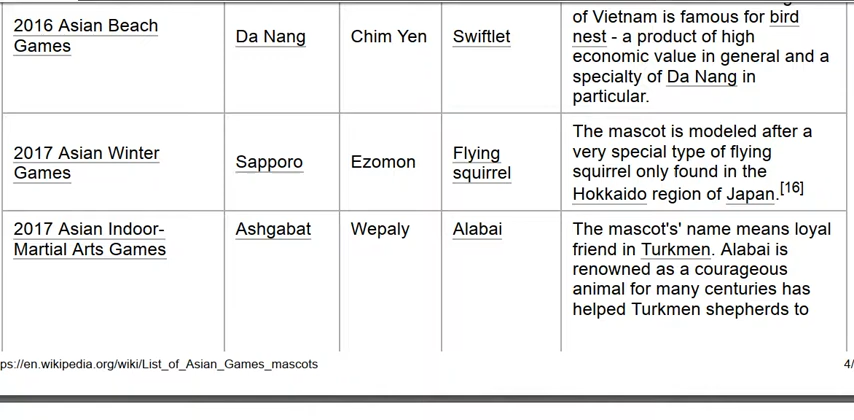 of Vietnam is famous for bird
2016 Asian Beach
Games
Da Nang
Chim Yen
Swiftlet
nest - a product of high
economic value in general and a
specialty of Da Nang in
particular.
2017 Asian Winter
Games
Sapporo
Ezomon
Flying
squirrel
The mascot is modeled after a
very special type of flying
squirrel only found in the
Hokkaido region of Japan.[16]
2017 Asian Indoor-
Martial Arts Games
Ashgabat
Wepaly
Alabai
The mascot's' name means loyal
friend in Turkmen. Alabai is
renowned as a courageous
animal for many centuries has
helped Turkmen shepherds to
ps://en.wikipedia.org/wiki/List_of_Asian_Games_mascots
4/